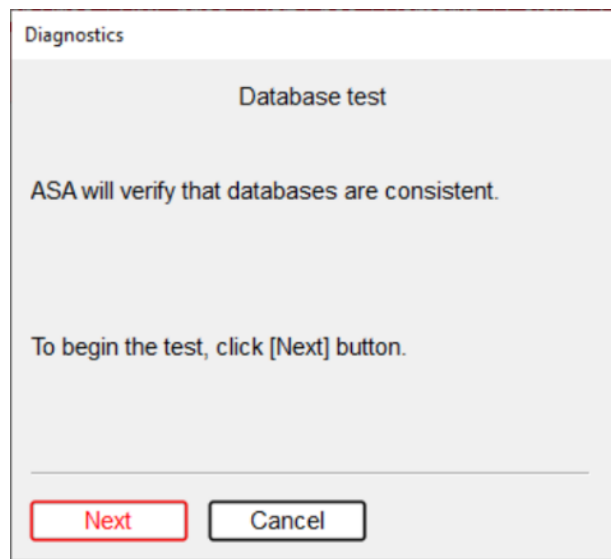 Diagnostics
Database test
ASA will verify that databases are consistent.
To begin the test, click [Next] button.
Next
Cancel